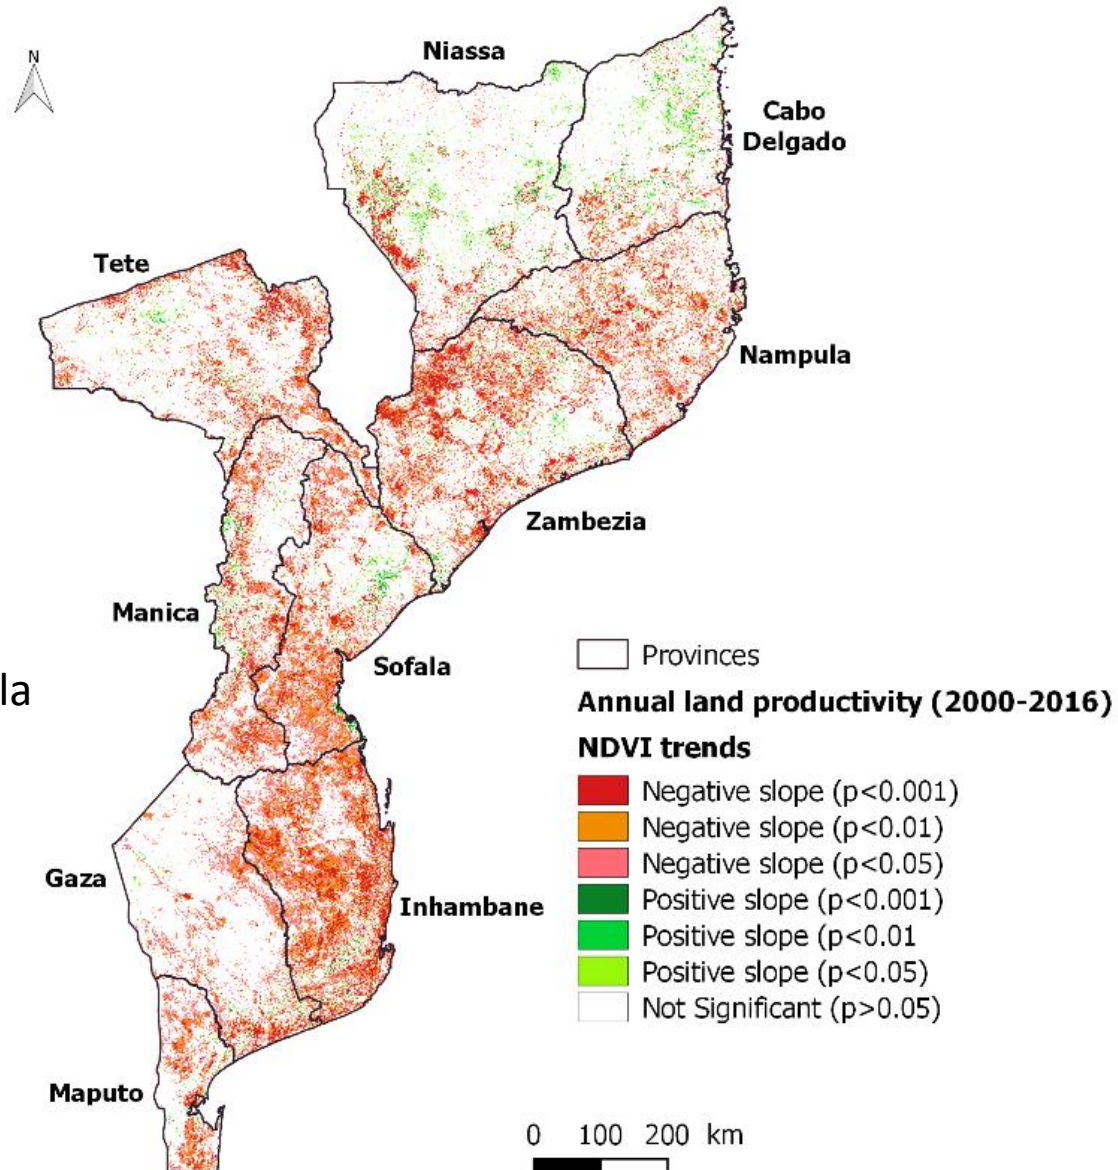 N
Niassa
Cabo
Delgado
Tete
Nampula
Zambezia
Manica
Sofala
la
Gaza
Inhambane
Maputo
Provinces
Annual land productivity (2000-2016)
NDVI trends
Negative slope (p<0.001)
Negative slope (p<0.01)
Negative slope (p<0.05)
Positive slope (p<0.001)
Positive slope (p<0.01
Positive slope (p<0.05)
Not Significant (p>0.05)
0 100 200 km